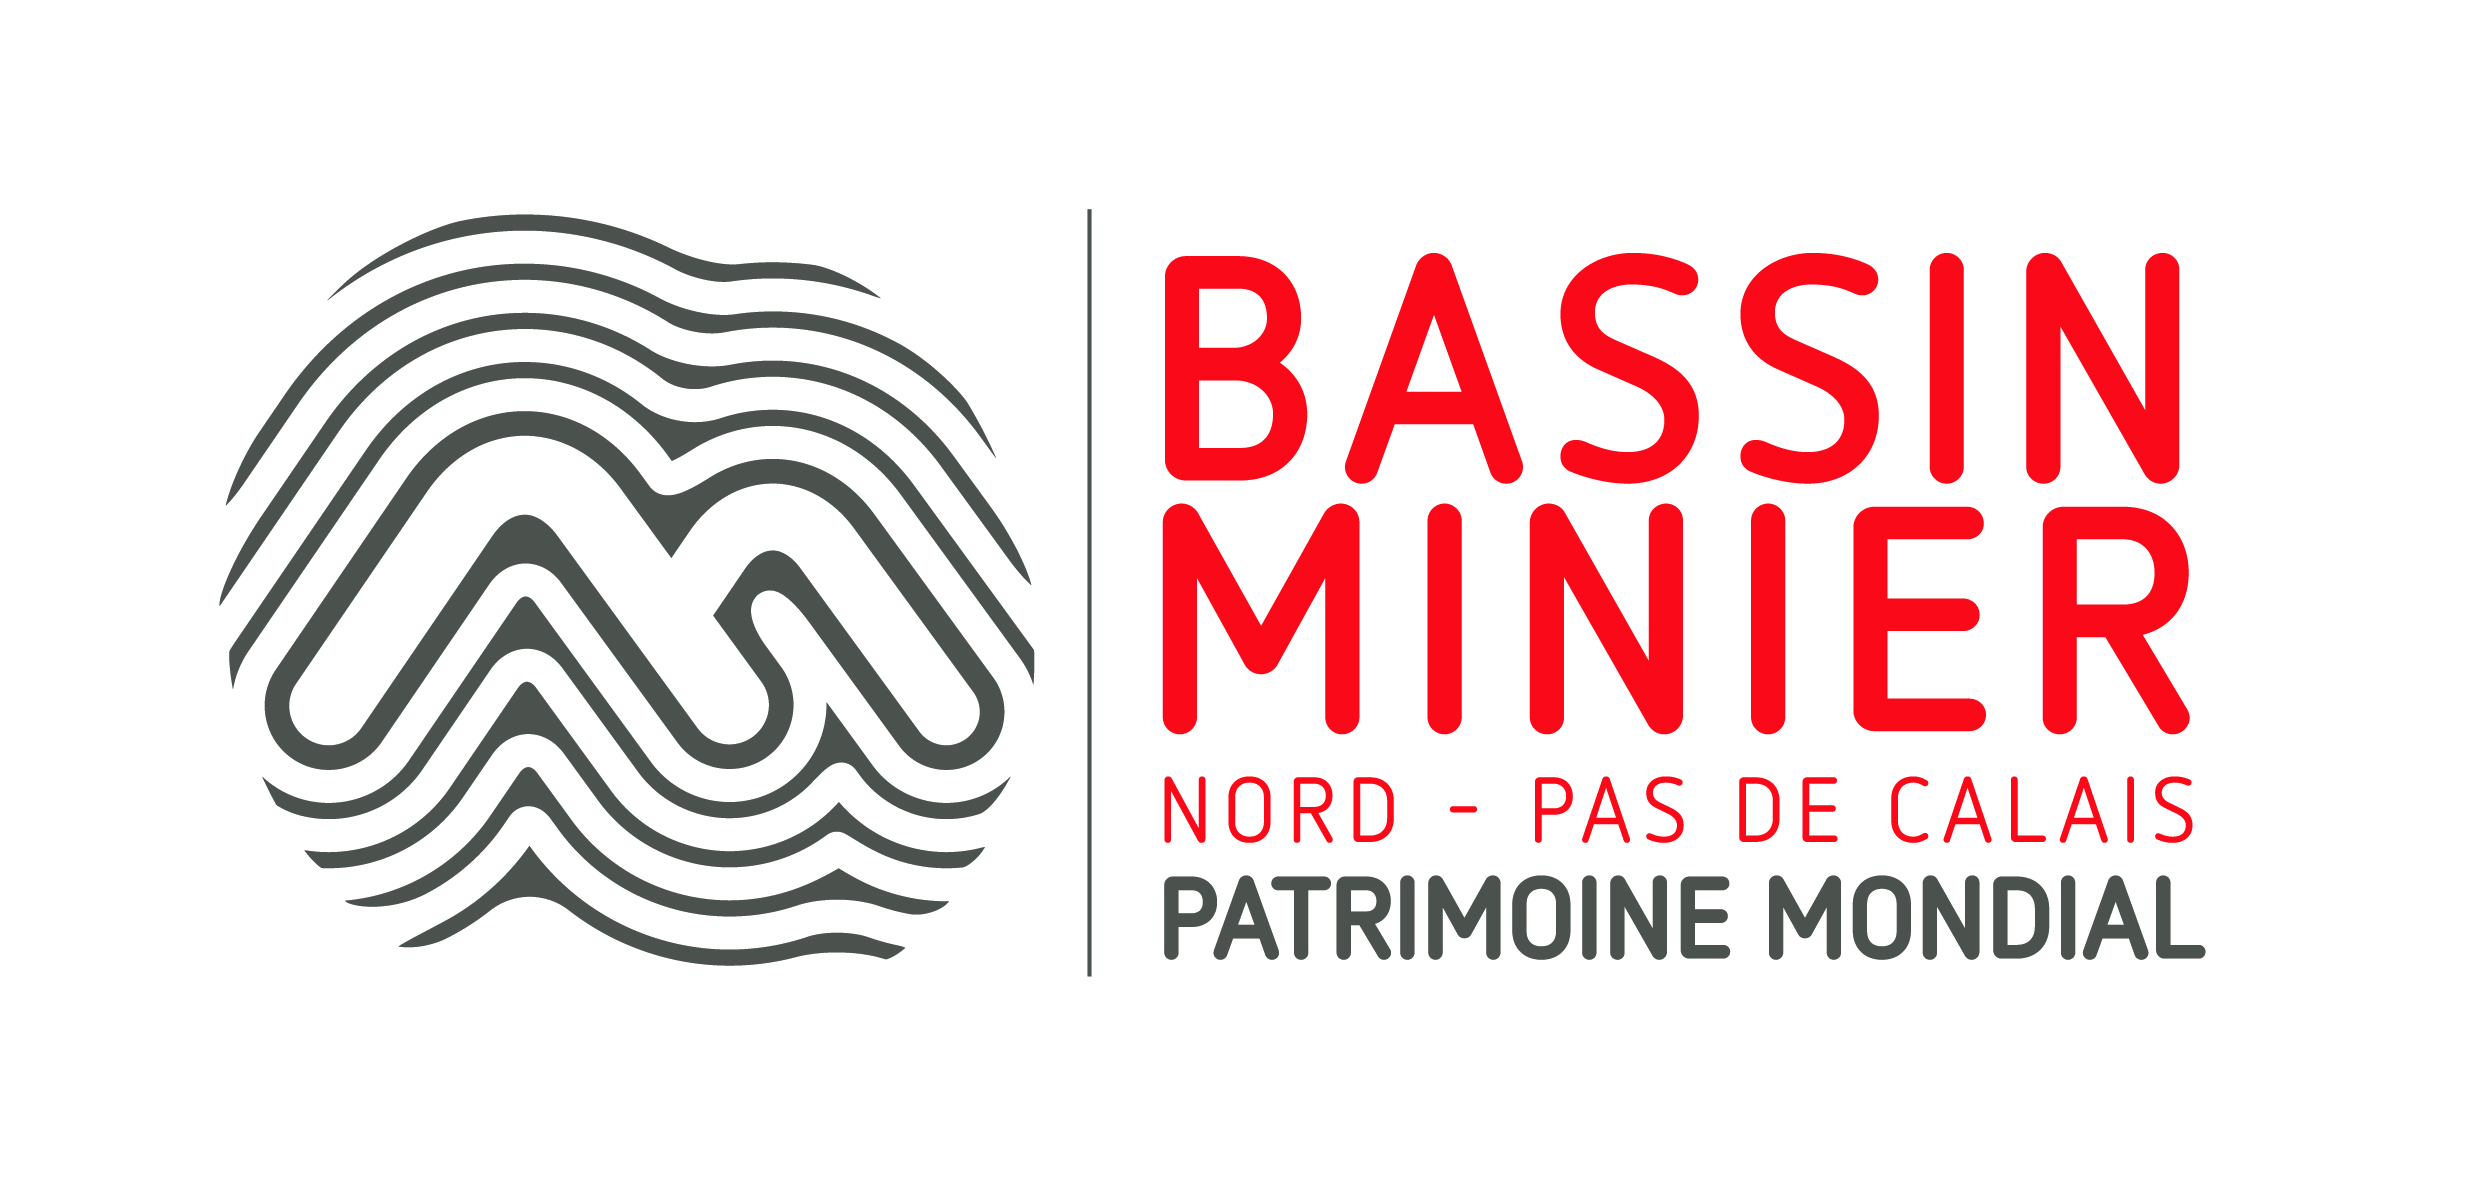 BASSIN
MINIER
NORD - PAS DE CALAIS
PATRIMOINE MONDIAL